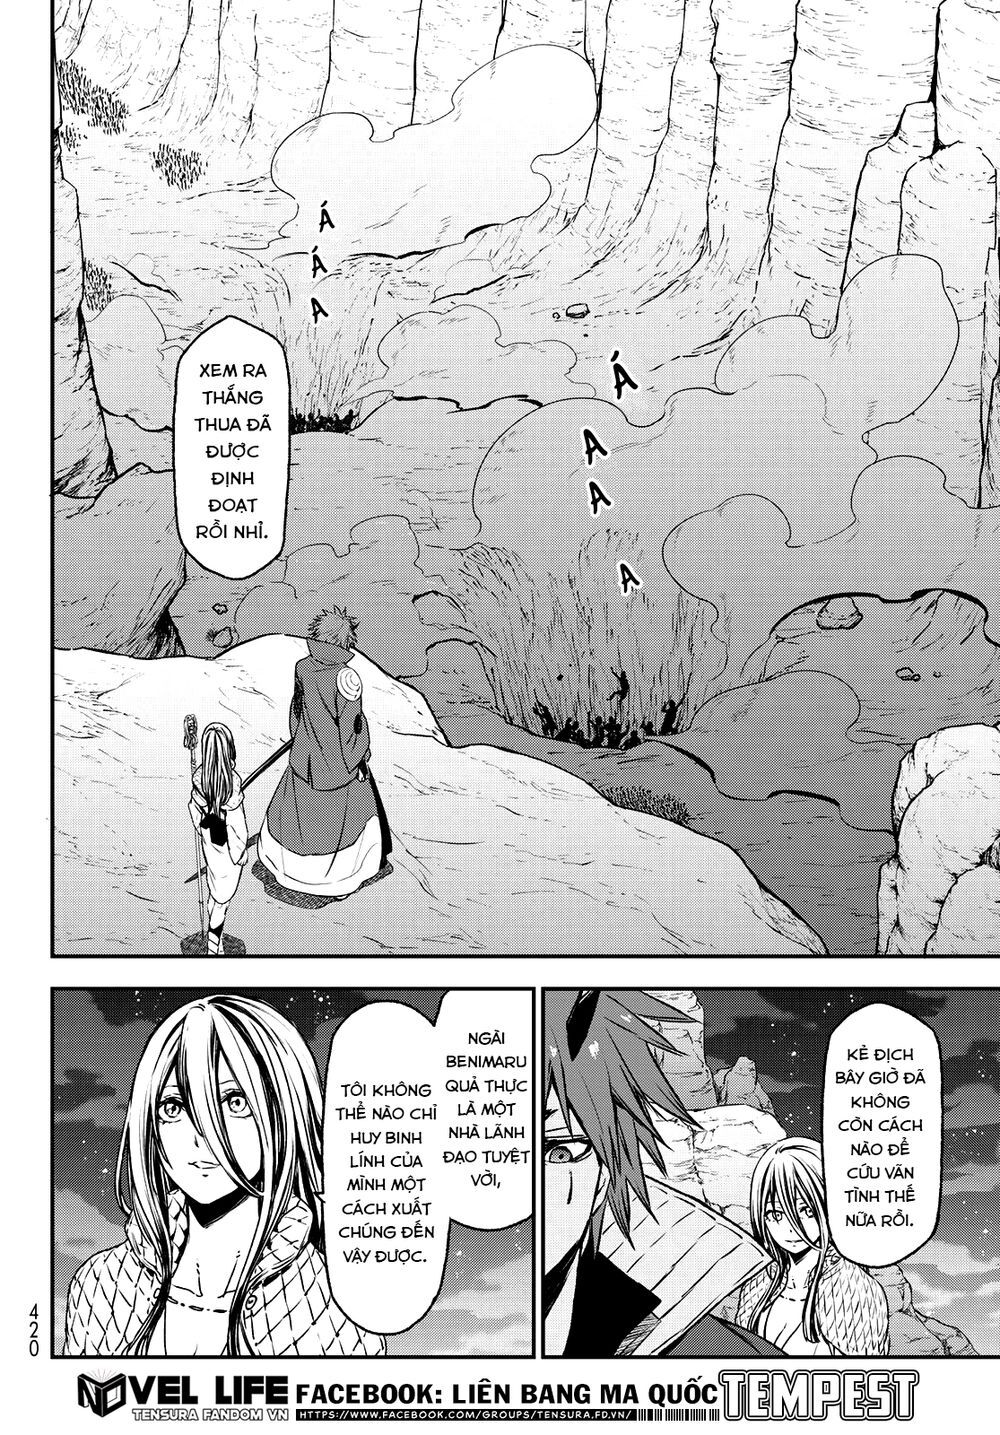 Á
Á
A
Á
A
A
A
XEM RA
THẮNG
THUA ĐÃ
ĐƯỢC
ĐỊNH
ĐOẠT
RỒI NHỈ.
KẺ ĐỊCH
BÂY GIỜ ĐÃ
KHÔNG
CÒN CÁCH
NÀO ĐỂ
CỨU VÃN
TÌNH THẾ
NỮA RỒI.
NGÀI
BENIMARU
QUẢ THỰC
LÀ MỘT
NHÀ LÃNH
ĐẠO TUYỆT
VỜI,
TÔI KHÔNG
THỂ NÀO CHỈ
HUY BINH
LÍNH CỦA
MÌNH MỘT
CÁCH XUẤT
CHÚNG ĐẾN
VẬY ĐƯỢC.
420
NOVEL LIFE
TENSURA FANDOM VN
FACEBOOK: LIÊN BANG MA QUỐC
HTTPS://WWW.FACEBOOK.COM/GROUPS/TENSURA.FD.VN/
TEMPEST